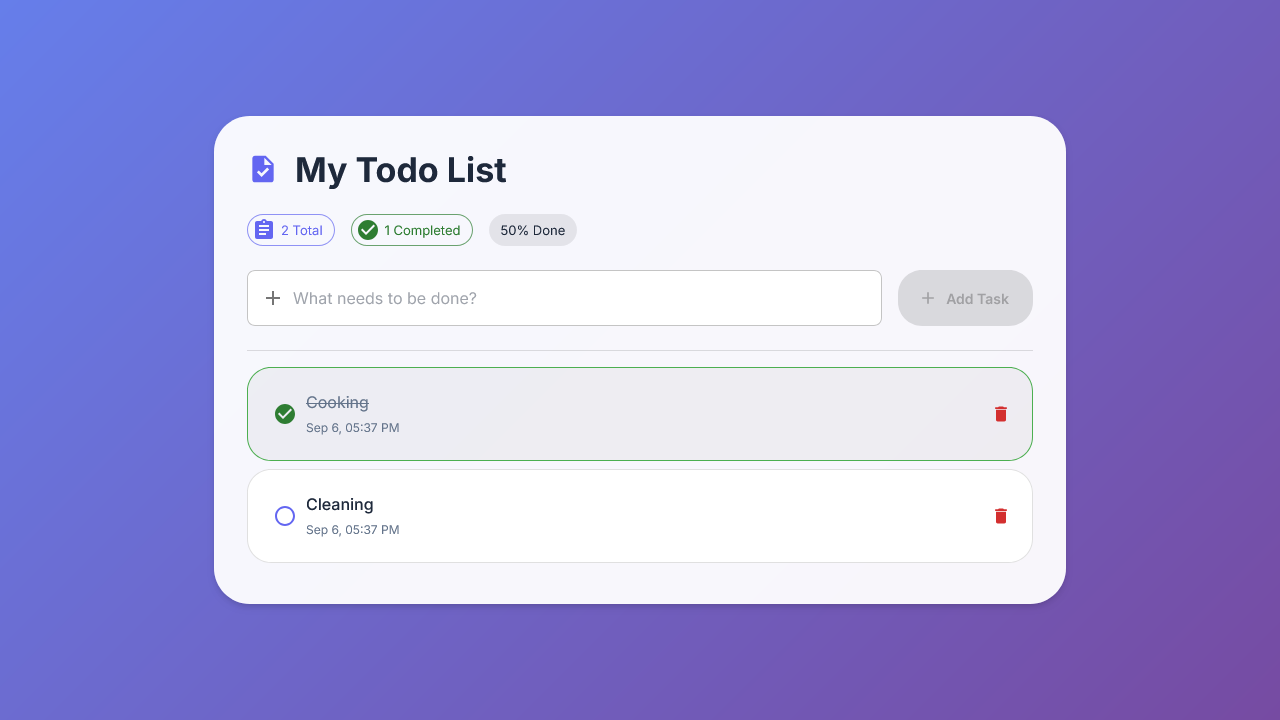 My Todo List
2 Total
1 Completed
50% Done
What needs to be done?
Add Task
Cooking
Sep 6, 05:37 PM
Cleaning
Sep 6, 05:37 PM